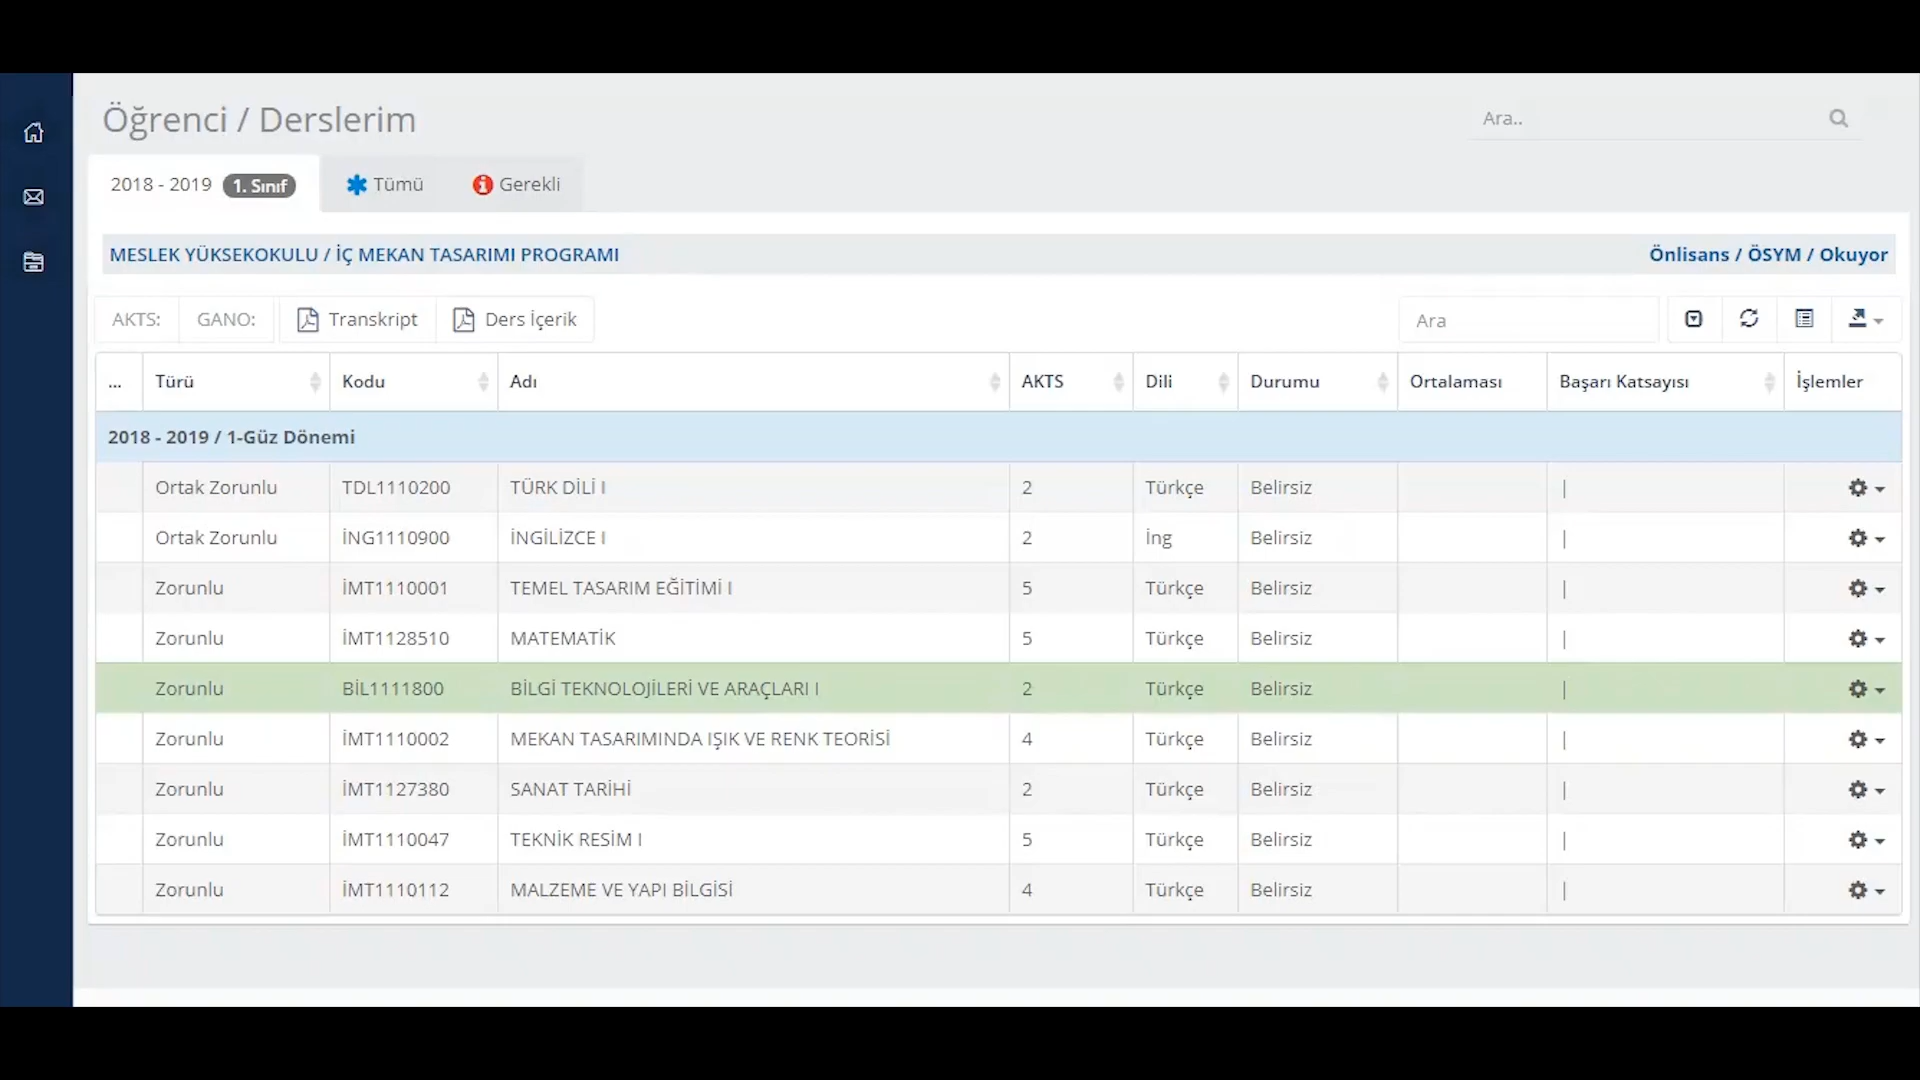 Öğrenci / Derslerim
Ara..
2018 - 2019 1. Sınıf Tümü Gerekli
MESLEK YÜKSEKOKULU / İÇ MEKAN TASARIMI PROGRAMI Önlisans / ÖSYM / Okuyor
AKTS: GANO: Transkript Ders İçerik Ara
... Türü Kodu Adı AKTS Dili Durumu Ortalaması Başarı Katsayısı İşlemler
2018 - 2019 / 1-Güz Dönemi
Ortak Zorunlu TDL1110200 TÜRK DİLİ I 2 Türkçe Belirsiz |
Ortak Zorunlu İNG1110900 İNGİLİZCE I 2 İng Belirsiz |
Zorunlu İMT1110001 TEMEL TASARIM EĞİTİMİ I 5 Türkçe Belirsiz |
Zorunlu İMT1128510 MATEMATİK 5 Türkçe Belirsiz |
Zorunlu BİL1111800 BİLGİ TEKNOLOJİLERİ VE ARAÇLARI I 2 Türkçe Belirsiz |
Zorunlu İMT1110002 MEKAN TASARIMINDA IŞIK VE RENK TEORİSİ 4 Türkçe Belirsiz |
Zorunlu İMT1127380 SANAT TARİHİ 2 Türkçe Belirsiz |
Zorunlu İMT1110047 TEKNİK RESİM I 5 Türkçe Belirsiz |
Zorunlu İMT1110112 MALZEME VE YAPI BİLGİSİ 4 Türkçe Belirsiz |